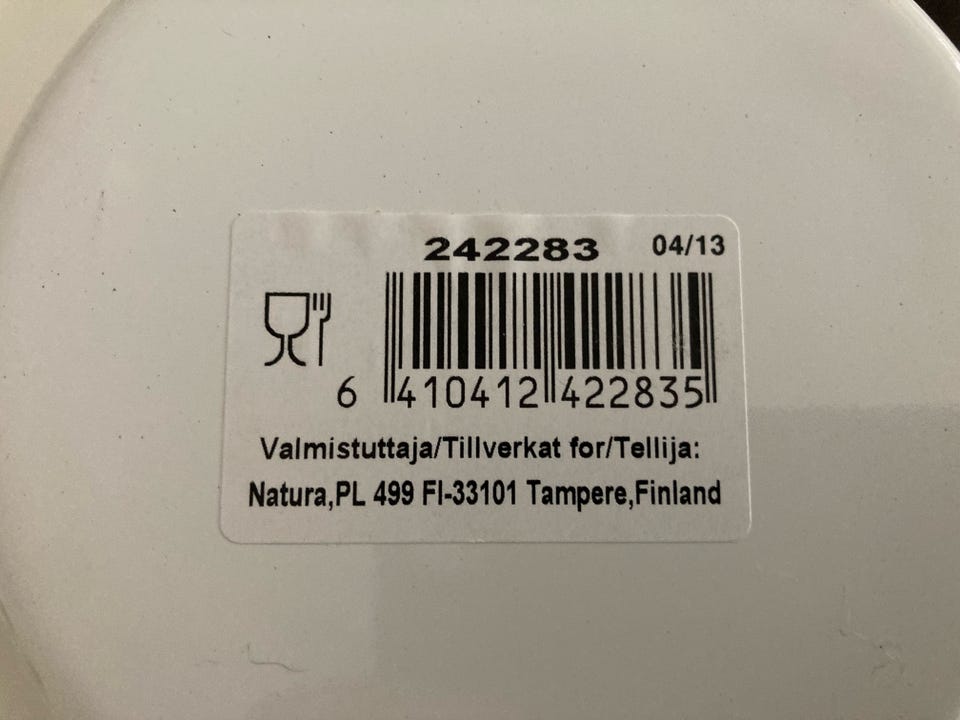 242283 04/13
6 410412 422835
Valmistuttaja/Tillverkat for/Tellija:
Natura,PL 499 FI-33101 Tampere,Finland